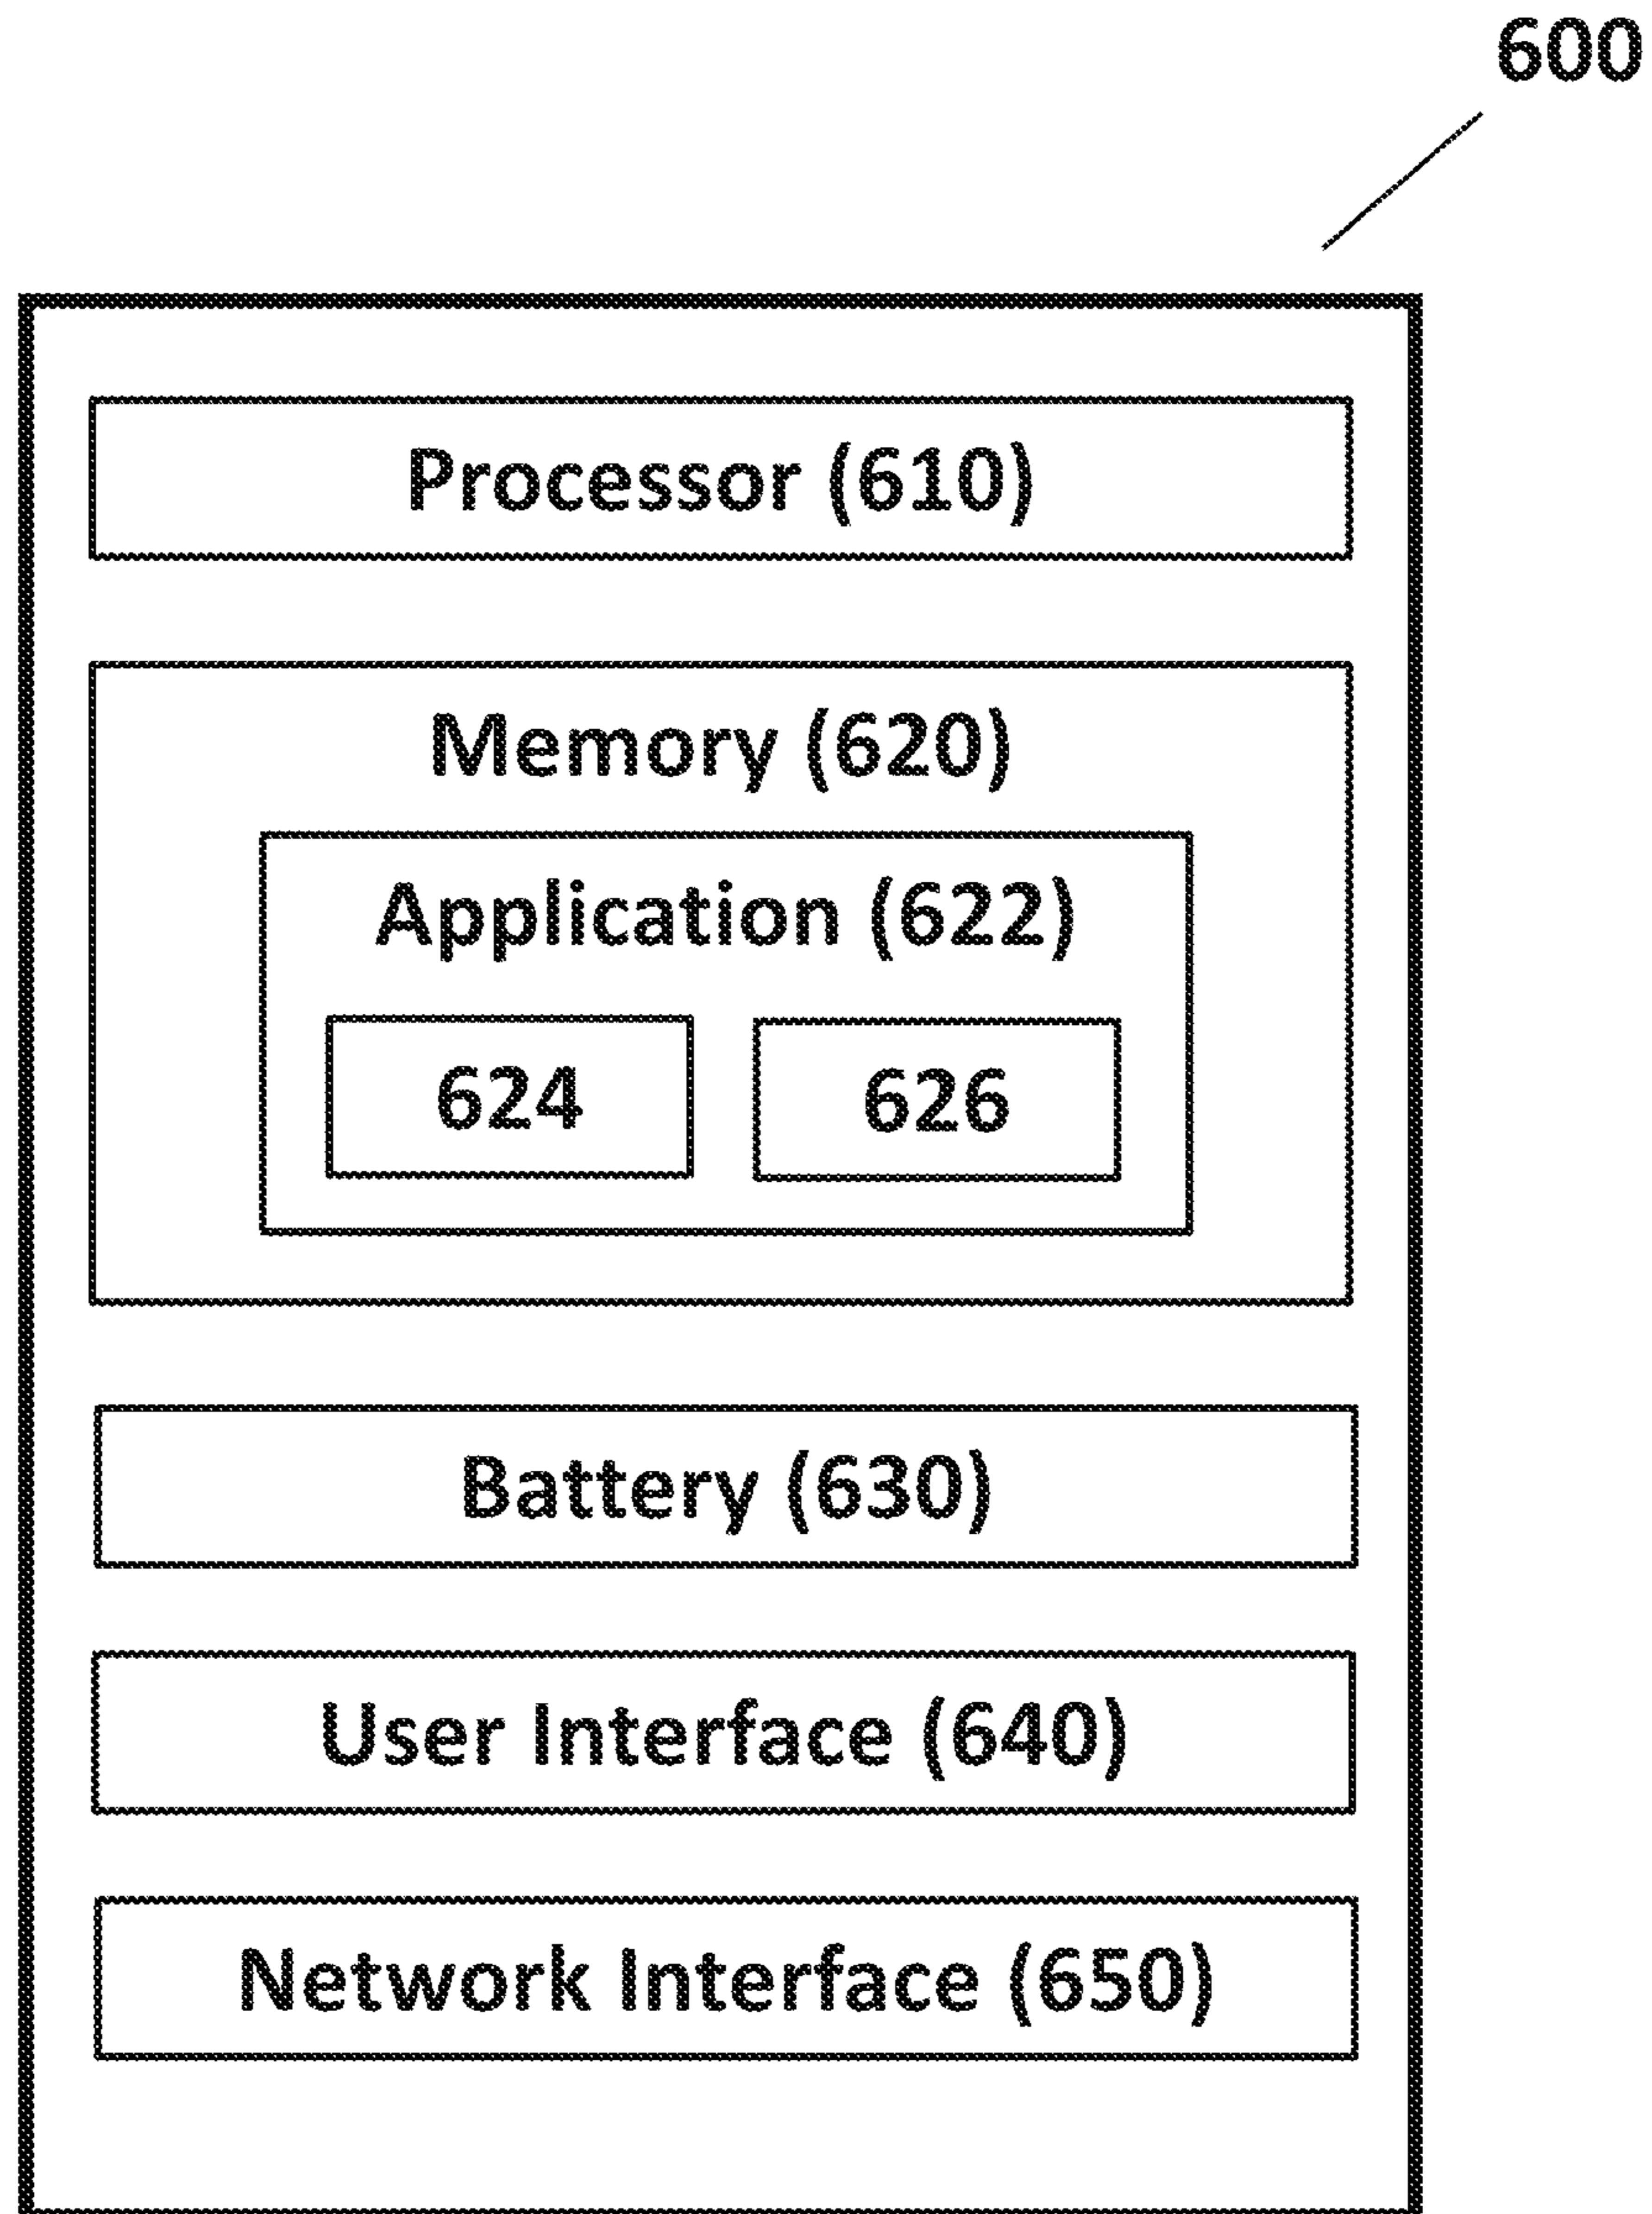 600
Processor (610)
Memory (620)
Application (622)
624 626
Battery (630)
User Interface (640)
Network Interface (650)